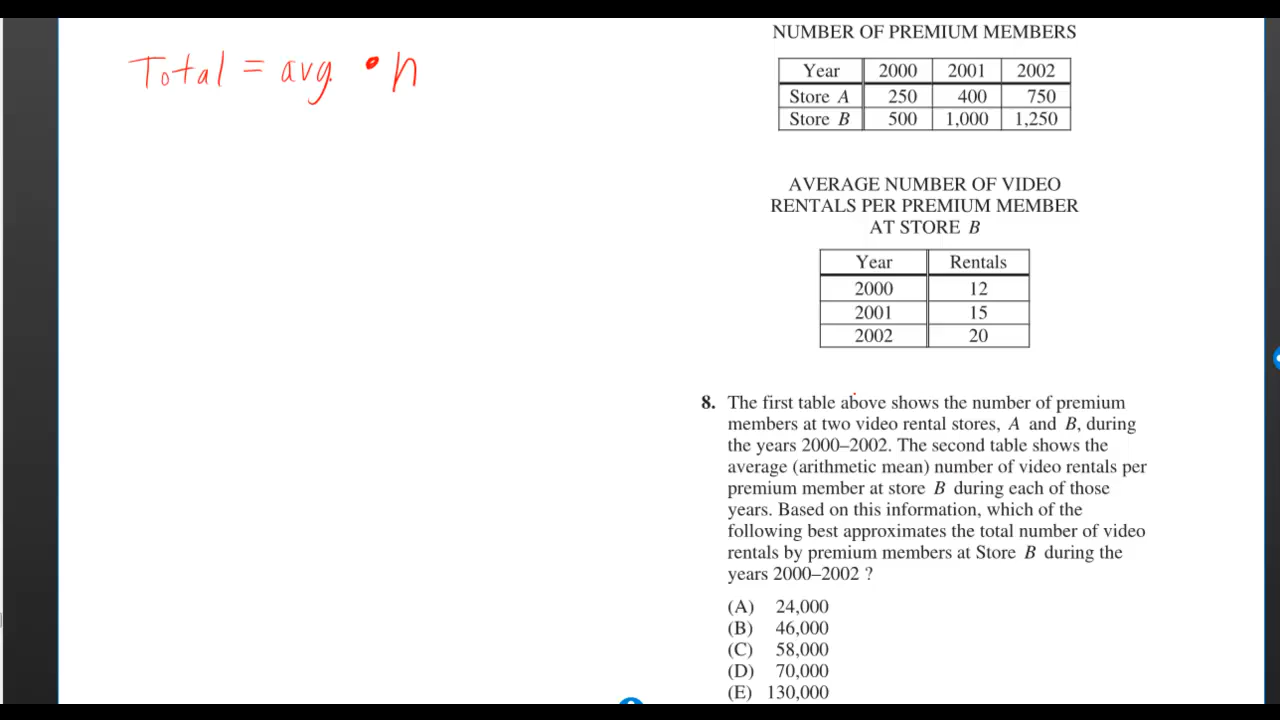 Total = avg • n
NUMBER OF PREMIUM MEMBERS
Year 2000 2001 2002
Store A 250 400 750
Store B 500 1,000 1,250
AVERAGE NUMBER OF VIDEO
RENTALS PER PREMIUM MEMBER
AT STORE B
Year Rentals
2000 12
2001 15
2002 20
8. The first table above shows the number of premium
members at two video rental stores, A and B, during
the years 2000–2002. The second table shows the
average (arithmetic mean) number of video rentals per
premium member at store B during each of those
years. Based on this information, which of the
following best approximates the total number of video
rentals by premium members at Store B during the
years 2000–2002 ?
(A) 24,000
(B) 46,000
(C) 58,000
(D) 70,000
(E) 130,000